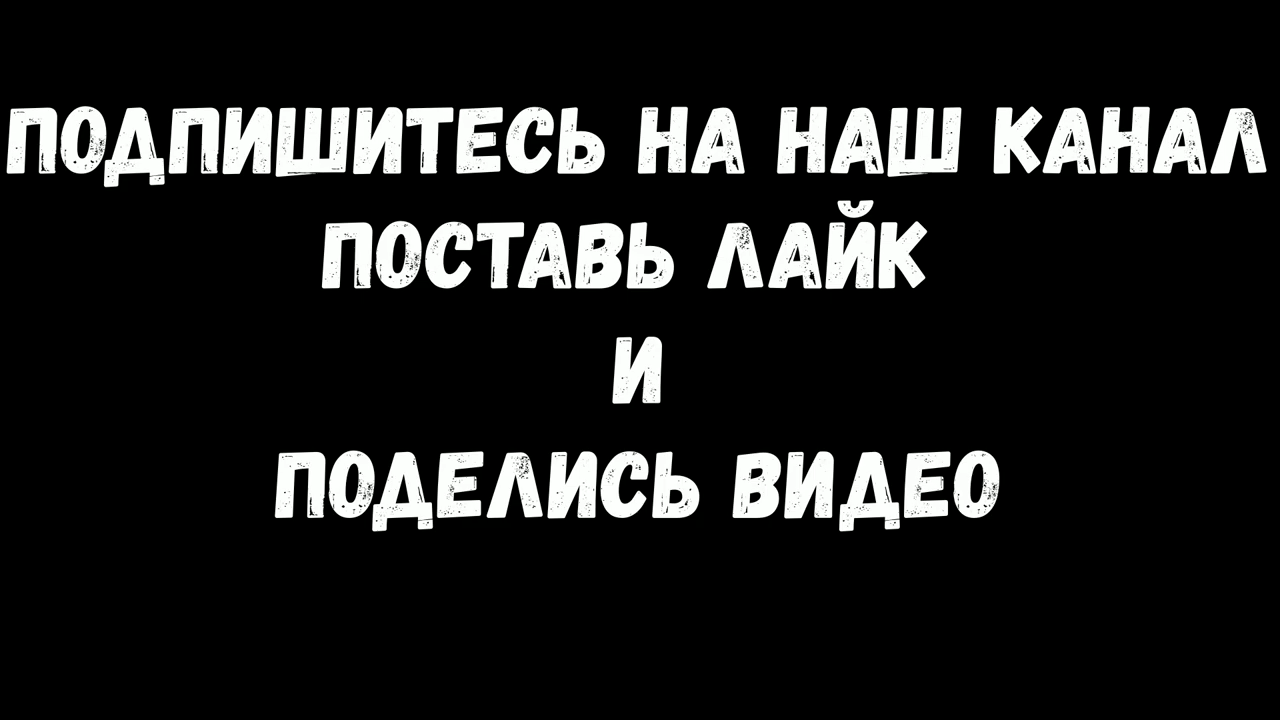 ПОДПИШИТЕСЬ НА НАШ КАНАЛ
ПОСТАВЬ ЛАЙК
И
ПОДЕЛИСЬ ВИДЕО